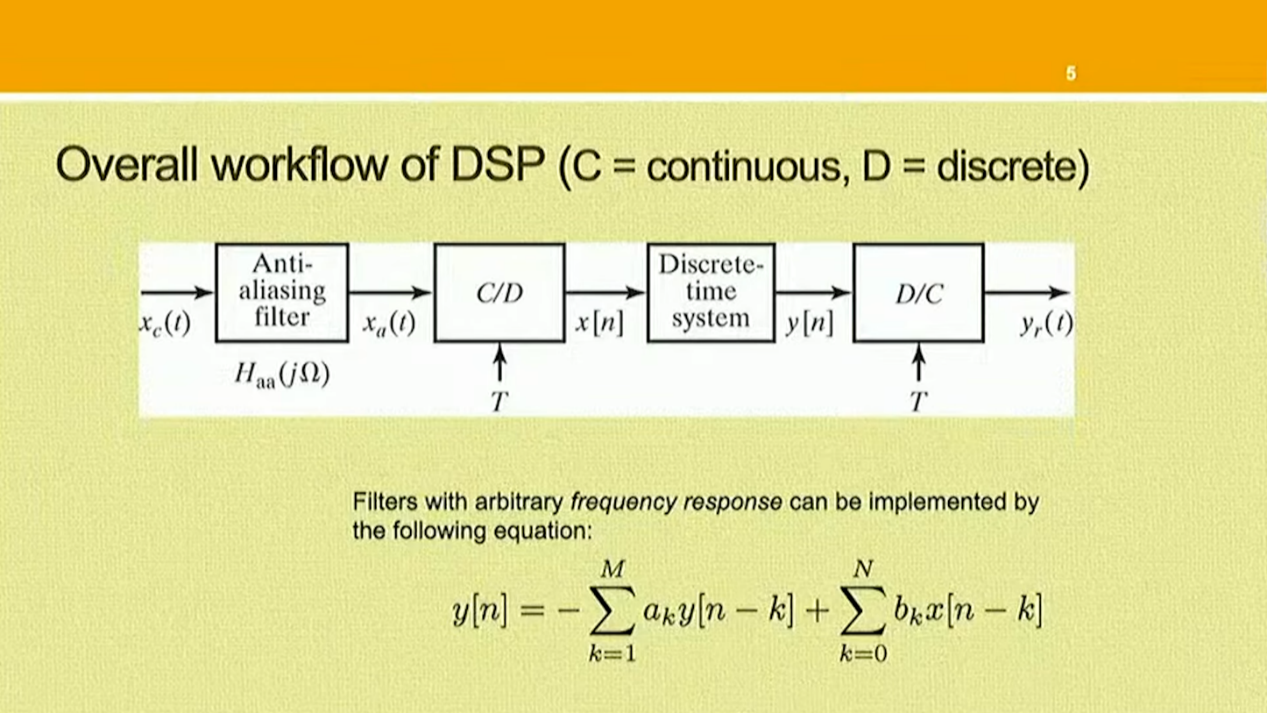 5
Overall workflow of DSP (C = continuous, D = discrete)
Anti-
aliasing
filter
C/D
Discrete-
time
system
D/C
x_c(t)
x_a(t)
x[n]
y[n]
y_r(t)
H_aa(jΩ)
T
T
Filters with arbitrary frequency response can be implemented by
the following equation:
y[n] = − ∑_{k=1}^{M} a_k y[n − k] + ∑_{k=0}^{N} b_k x[n − k]